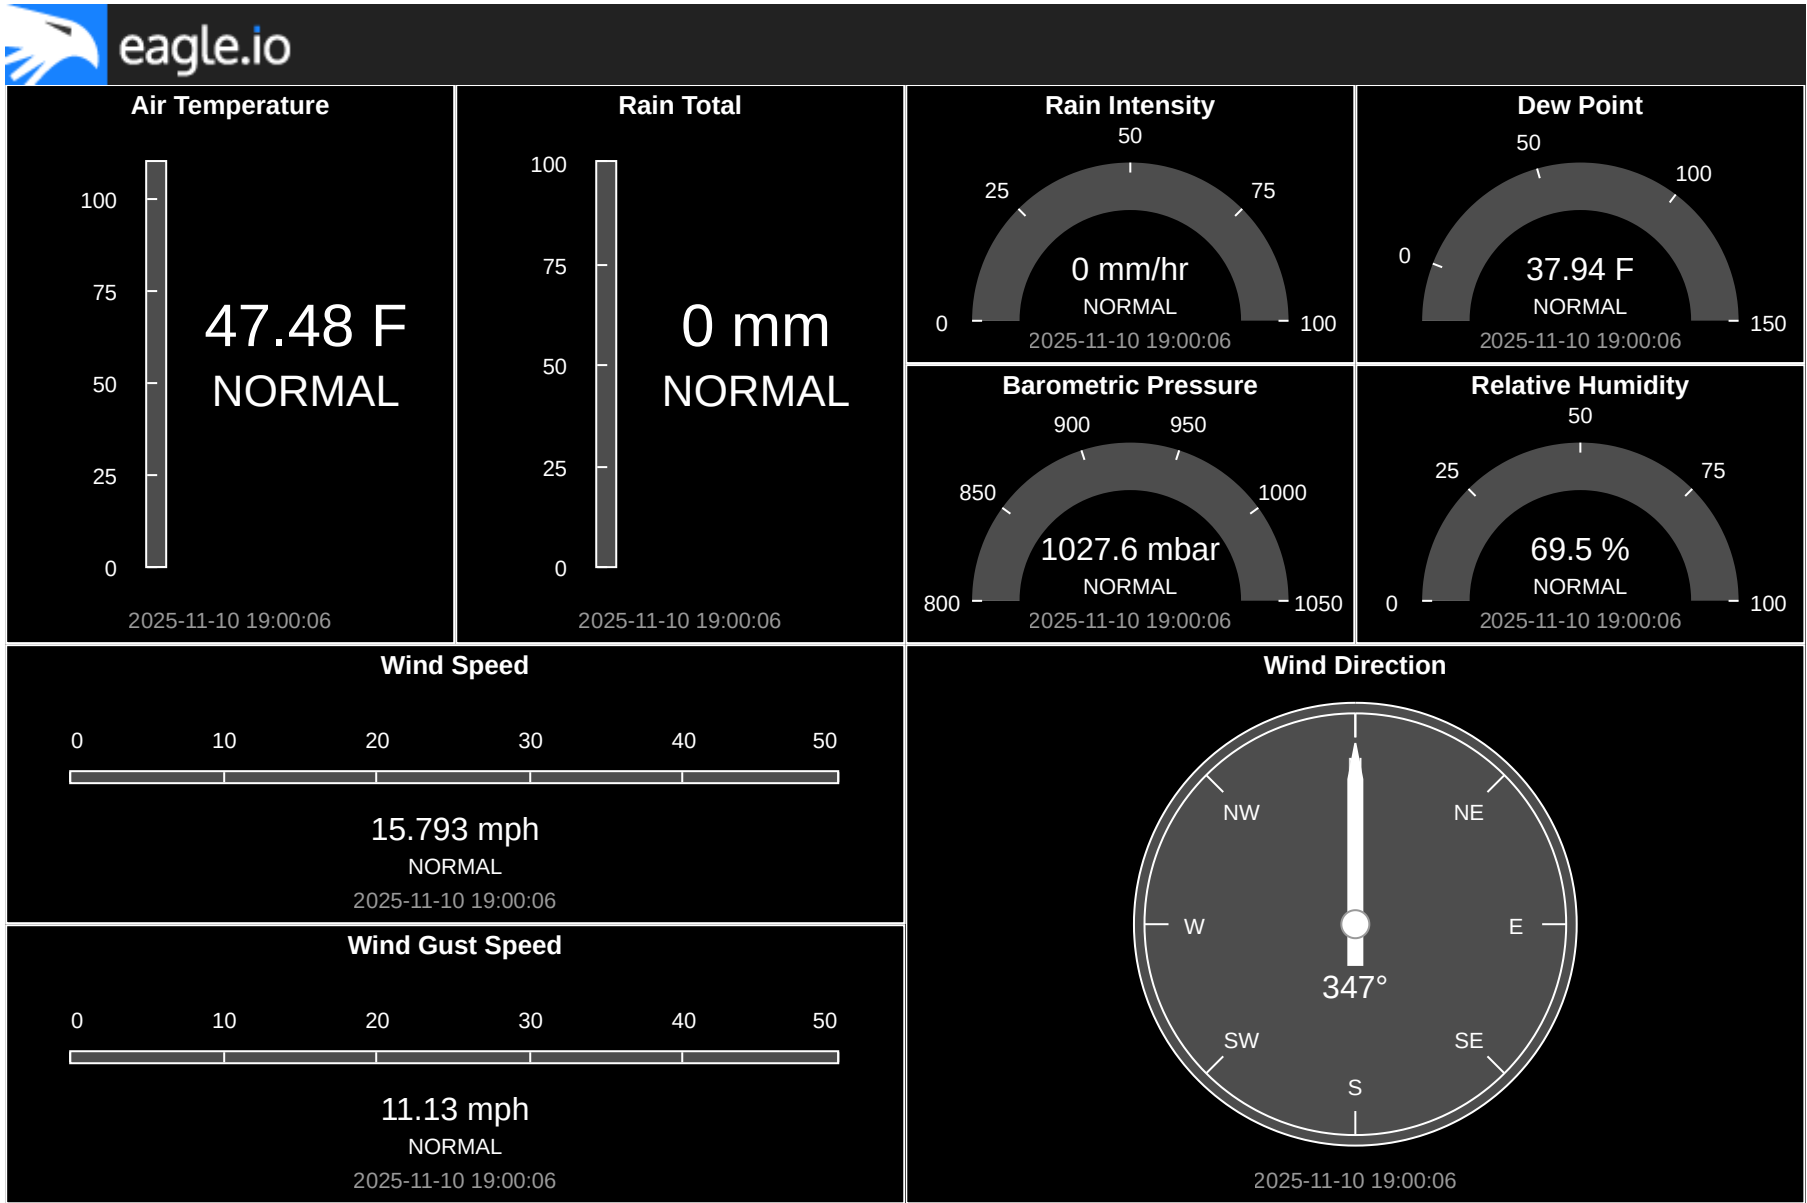 eagle.io
Air Temperature
100
75
50
25
0
47.48 F
NORMAL
2025-11-10 19:00:06
Rain Total
100
75
50
25
0
0 mm
NORMAL
2025-11-10 19:00:06
Rain Intensity
50
25
75
0
100
0 mm/hr
NORMAL
2025-11-10 19:00:06
Dew Point
50
100
0
150
37.94 F
NORMAL
2025-11-10 19:00:06
Barometric Pressure
900
950
850
1000
800
1050
1027.6 mbar
NORMAL
2025-11-10 19:00:06
Relative Humidity
50
25
75
0
100
69.5 %
NORMAL
2025-11-10 19:00:06
Wind Speed
0 10 20 30 40 50
15.793 mph
NORMAL
2025-11-10 19:00:06
Wind Gust Speed
0 10 20 30 40 50
11.13 mph
NORMAL
2025-11-10 19:00:06
Wind Direction
NW NE
W E
347°
SW SE
S
2025-11-10 19:00:06